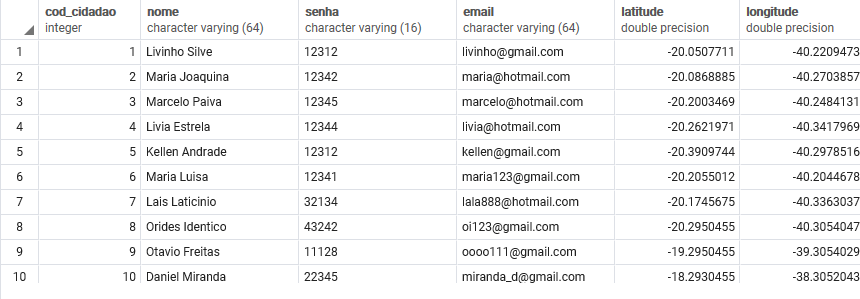 cod_cidadao nome senha email latitude longitude
integer character varying (64) character varying (16) character varying (64) double precision double precision
1 1 Livinho Silve 12312 livinho@gmail.com -20.0507711 -40.2209473
2 2 Maria Joaquina 12342 maria@hotmail.com -20.0868885 -40.2703857
3 3 Marcelo Paiva 12345 marcelo@hotmail.com -20.2003469 -40.2484131
4 4 Livia Estrela 12344 livia@hotmail.com -20.2621971 -40.3417969
5 5 Kellen Andrade 12312 kellen@gmail.com -20.3909744 -40.2978516
6 6 Maria Luisa 12341 maria123@gmail.com -20.2055012 -40.2044678
7 7 Lais Laticinio 32134 lala888@hotmail.com -20.1745675 -40.3363037
8 8 Orides Identico 43242 oi123@gmail.com -20.2950455 -40.3054047
9 9 Otavio Freitas 11128 oooo111@gmail.com -19.2950455 -39.3054029
10 10 Daniel Miranda 22345 miranda_d@gmail.com -18.2930455 -38.3052043